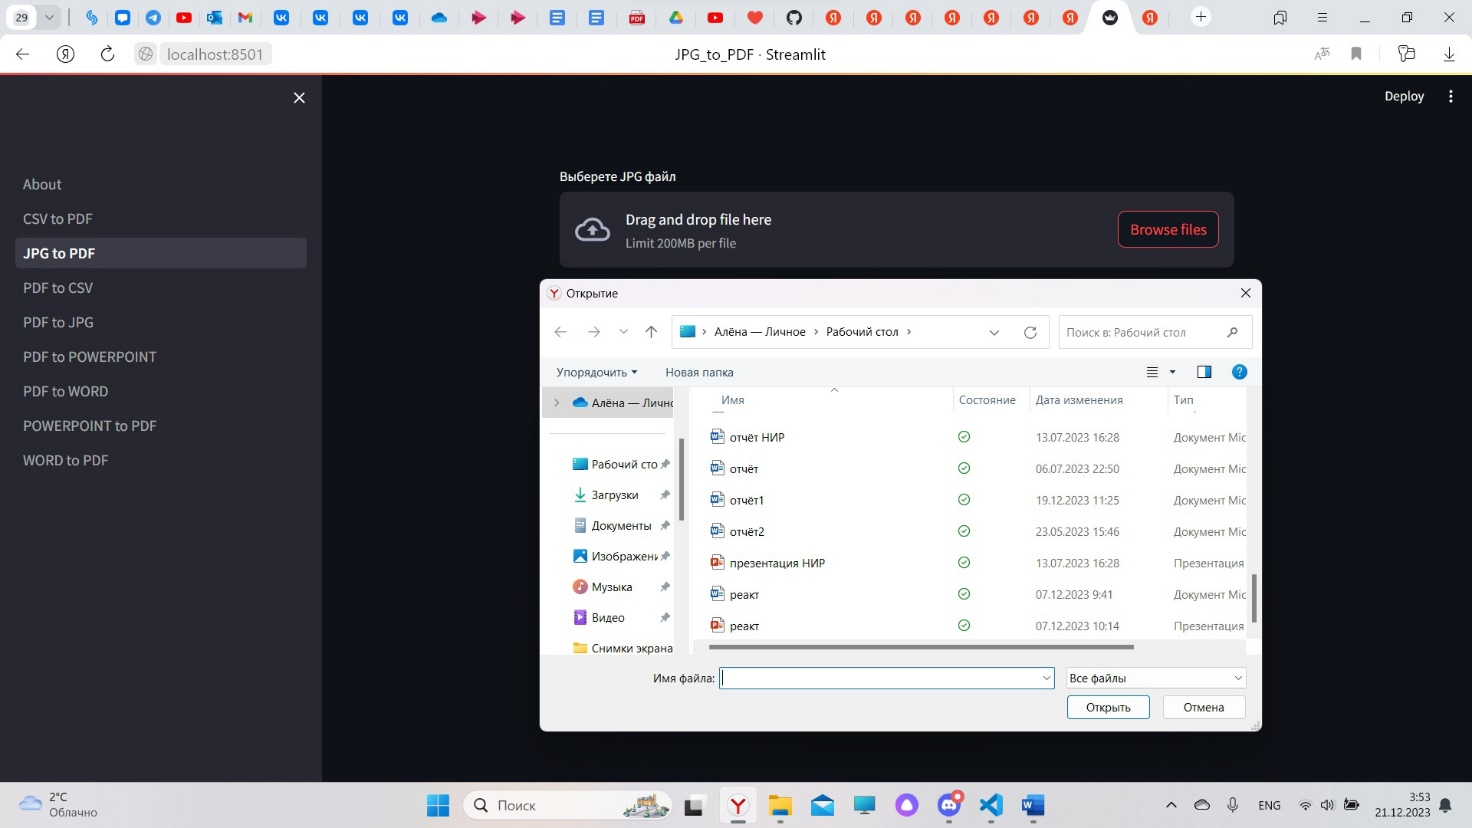 29
localhost:8501
JPG_to_PDF · Streamlit
Deploy
About
CSV to PDF
JPG to PDF
PDF to CSV
PDF to JPG
PDF to POWERPOINT
PDF to WORD
POWERPOINT to PDF
WORD to PDF
Выберете JPG файл
Drag and drop file here
Limit 200MB per file
Browse files
Открытие
Алёна — Личное › Рабочий стол ›
Поиск в: Рабочий стол
Упорядочить
Новая папка
Имя Состояние Дата изменения Тип
Алёна — Личнo
Рабочий сто
Загрузки
Документы
Изображени
Музыка
Видео
Снимки экрана
отчёт НИР 13.07.2023 16:28 Документ Mic
отчёт 06.07.2023 22:50 Документ Mic
отчёт1 19.12.2023 11:25 Документ Mic
отчёт2 23.05.2023 15:46 Документ Mic
презентация НИР 13.07.2023 16:28 Презентация
реакт 07.12.2023 9:41 Документ Mic
реакт 07.12.2023 10:14 Презентация
Имя файла:
Все файлы
Открыть
Отмена
2°C
Облачно
Поиск
ENG
3:53
21.12.2023